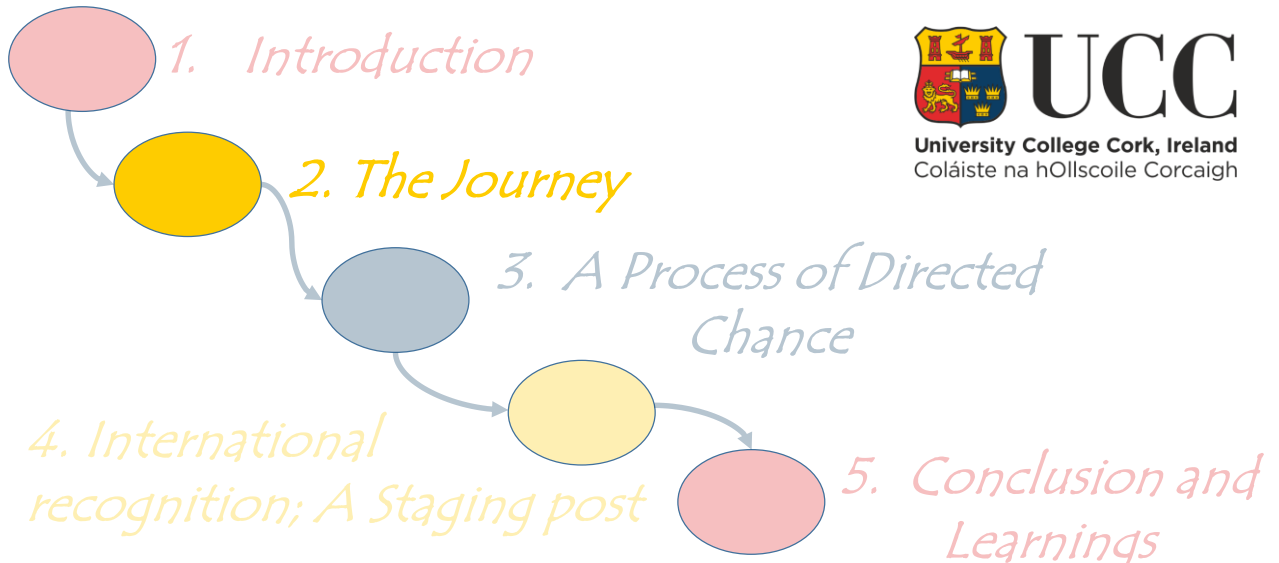 1. Introduction
UCC
University College Cork, Ireland
Coláiste na hOllscoile Corcaigh
2. The Journey
3. A Process of Directed
Chance
4. International
recognition; A Staging post
5. Conclusion and
Learnings